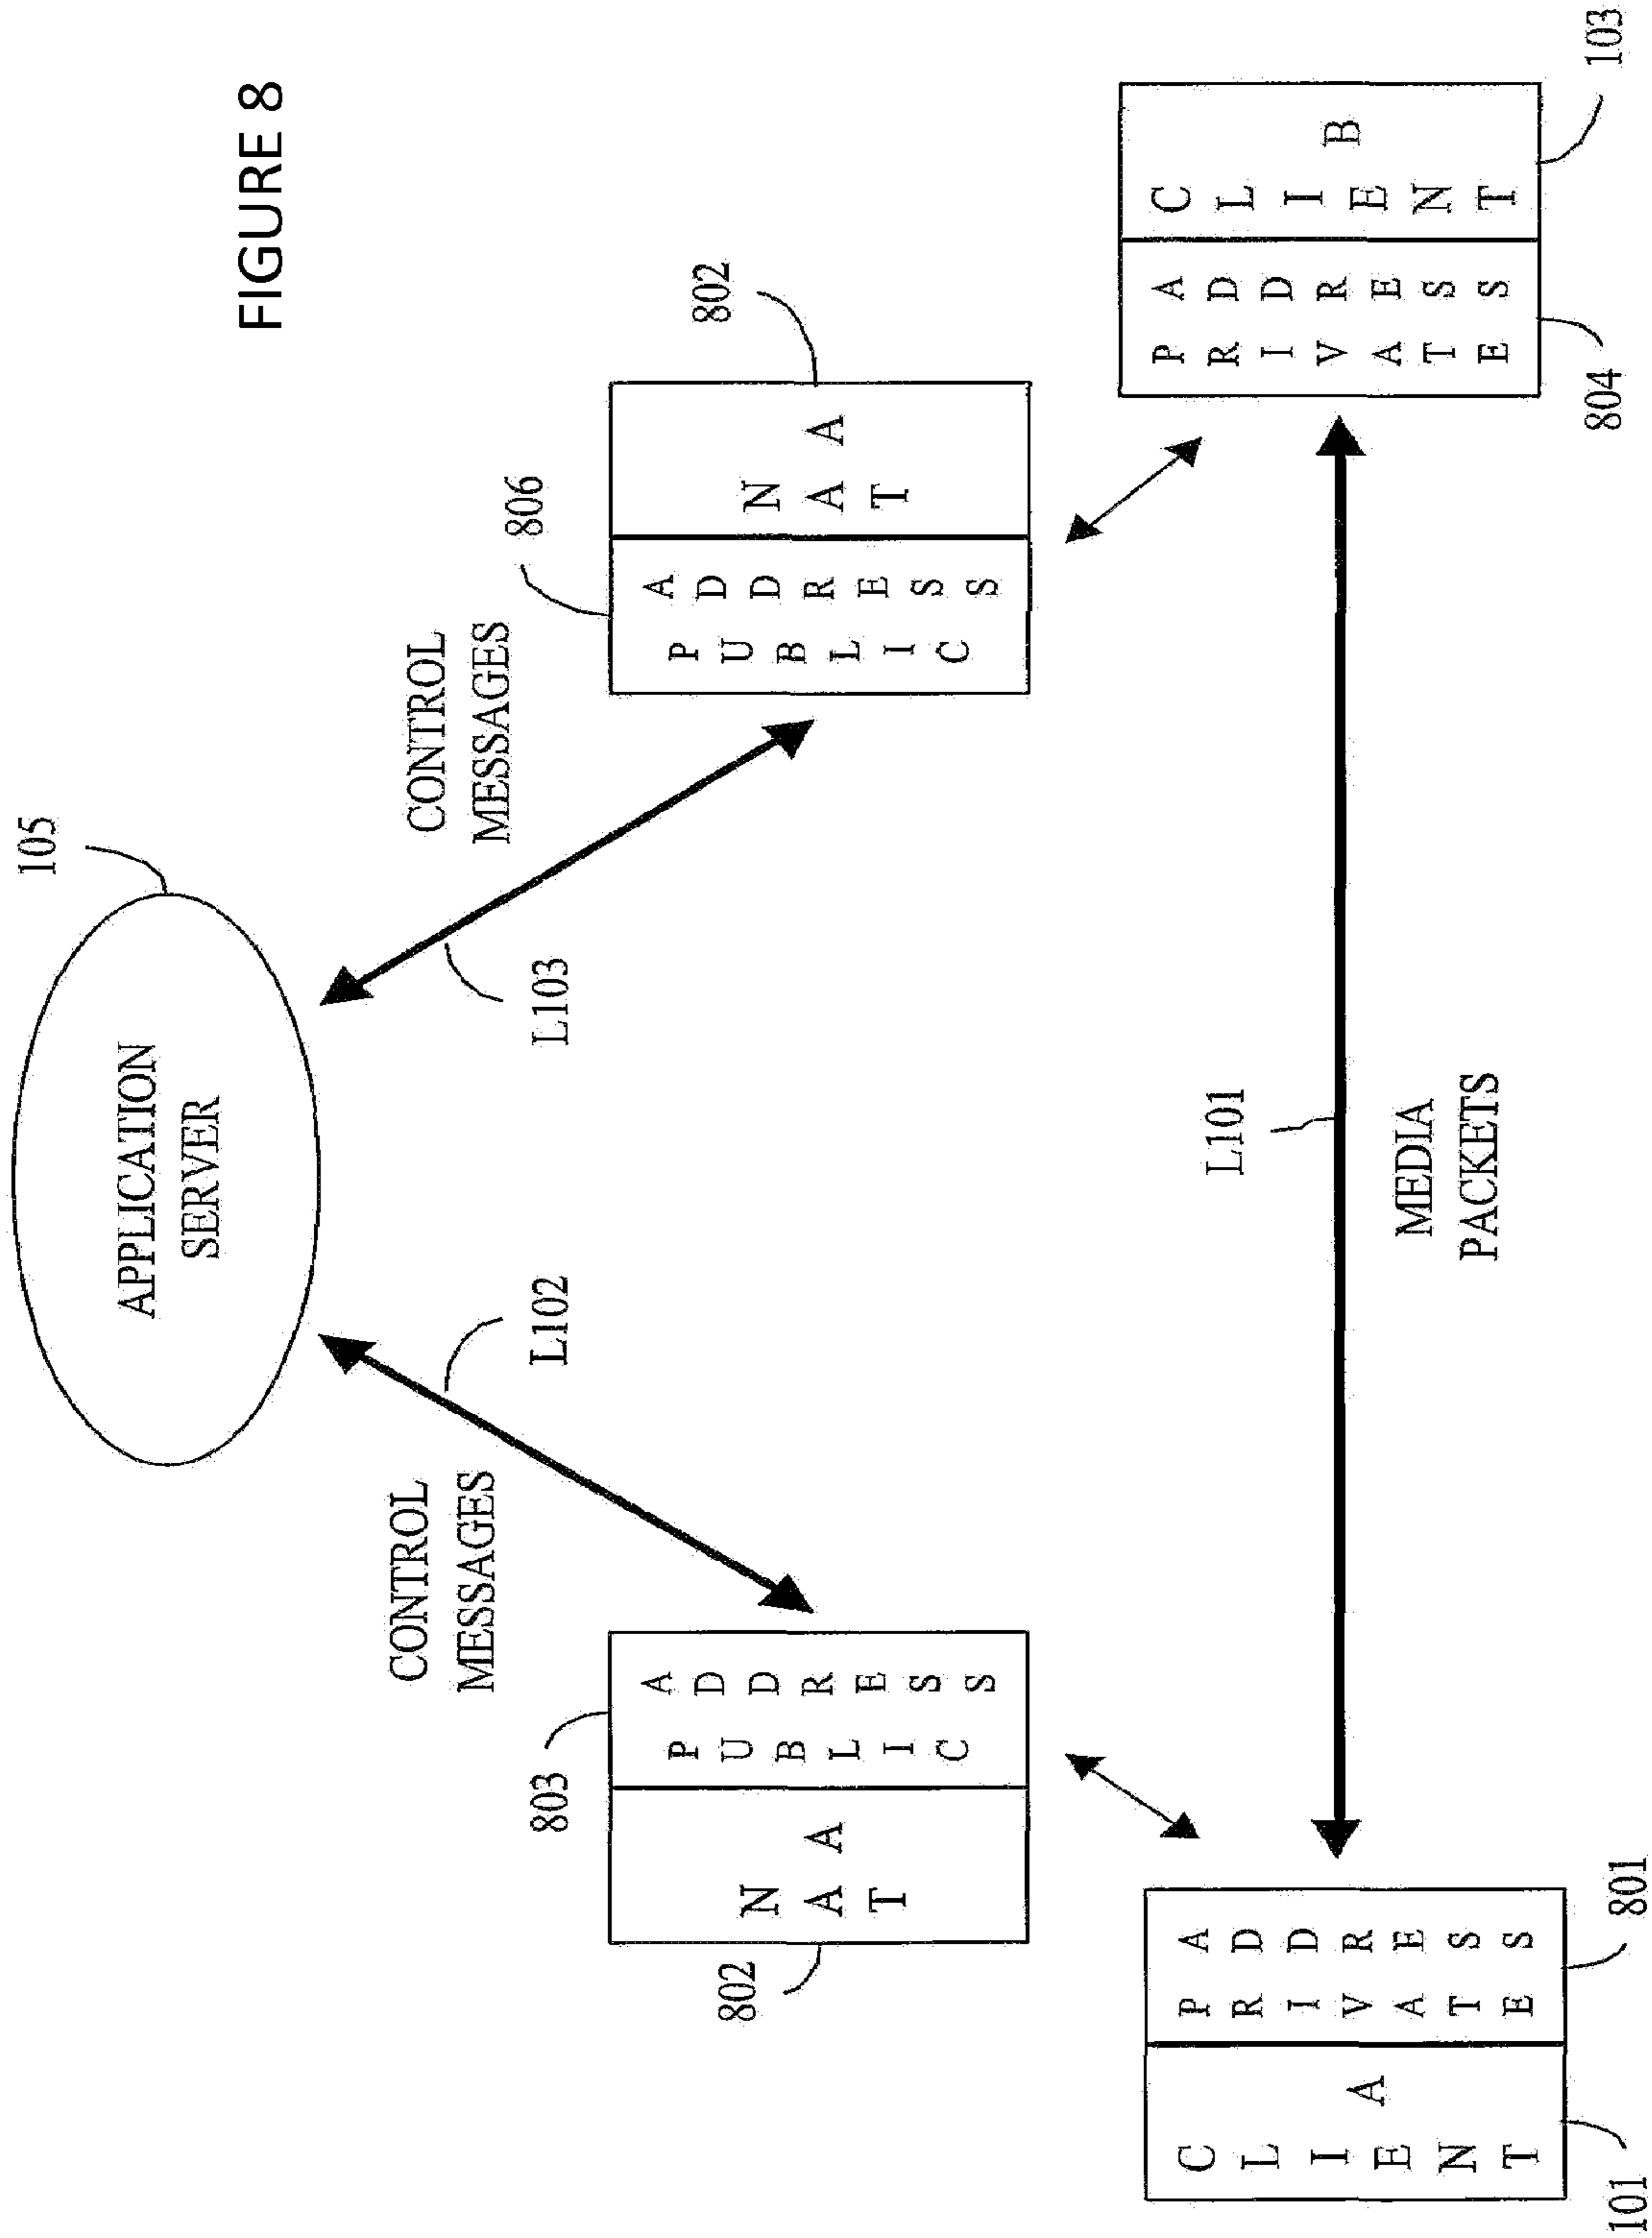 105
APPLICATION
SERVER
FIGURE 8
CONTROL
MESSAGES
CONTROL
MESSAGES
L102
L103
803
806
802
NAT
A
PUBLIC
ADDRESS
PUBLIC
ADDRESS
NAT
A
802
CLIENT
A
PRIVATE
ADDRESS
L101
MEDIA
PACKETS
PRIVATE
ADDRESS
CLIENT
B
101
801
804
103